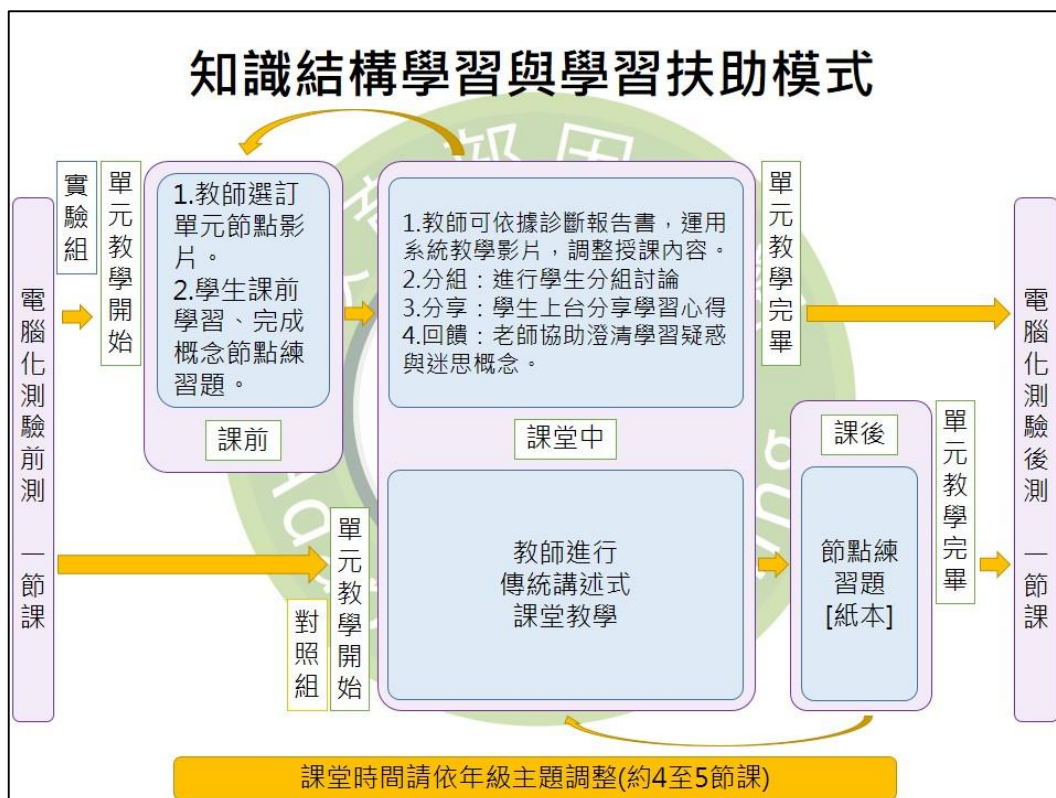 知識結構學習與學習扶助模式
電腦化測驗前測 一節課
實驗組
單元教學開始
1.教師選訂
單元節點影
片。
2.學生課前
學習、完成
概念節點練
習題。
課前
1.教師可依據診斷報告書，運用
系統教學影片，調整授課內容。
2.分組：進行學生分組討論
3.分享：學生上台分享學習心得
4.回饋：老師協助澄清學習疑惑
與迷思概念。
課堂中
單元教學完畢
電腦化測驗後測 一節課
對照組
單元教學開始
教師進行
傳統講述式
課堂教學
課後
節點練
習題
[紙本]
單元教學完畢
課堂時間請依年級主題調整(約4至5節課)